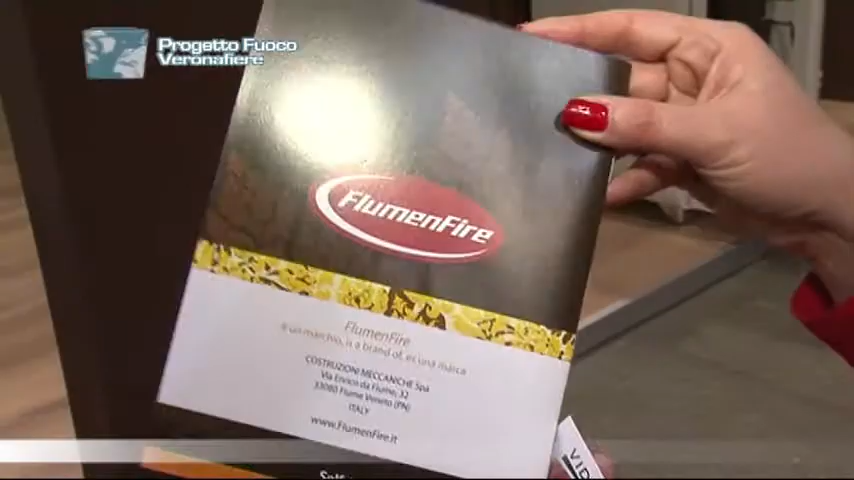 Progetto Fuoco
Veronafiere
FlumenFire
FlumenFire
è un marchio, is a brand of, es una marca
COSTRUZIONI MECCANICHE Spa
Via Enrico da Fiume, 32
33080 Fiume Veneto (PN)
ITALY
www.FlumenFire.it
VID